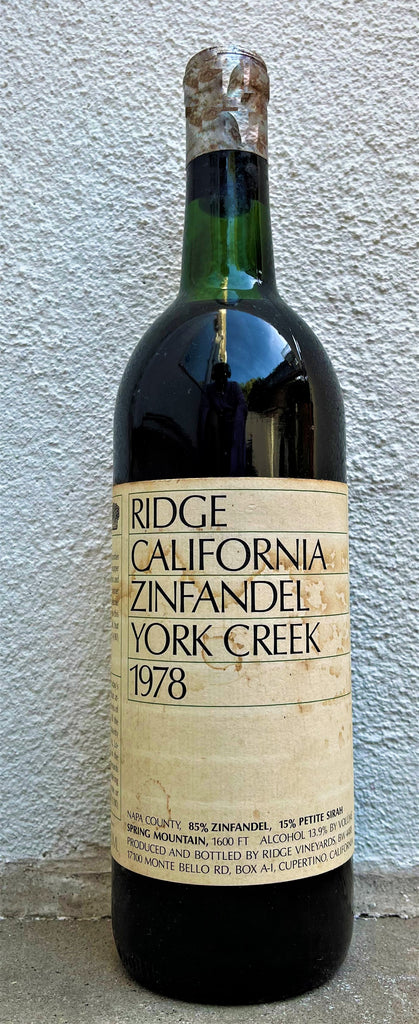 RIDGE
CALIFORNIA
ZINFANDEL
YORK CREEK
1978
NAPA COUNTY, 85% ZINFANDEL, 15% PETITE SIRAH
SPRING MOUNTAIN, 1600 FT ALCOHOL 13.9% BY VOLUME
PRODUCED AND BOTTLED BY RIDGE VINEYARDS, BW 4488
17100 MONTE BELLO RD, BOX A-1, CUPERTINO, CALIFORNIA